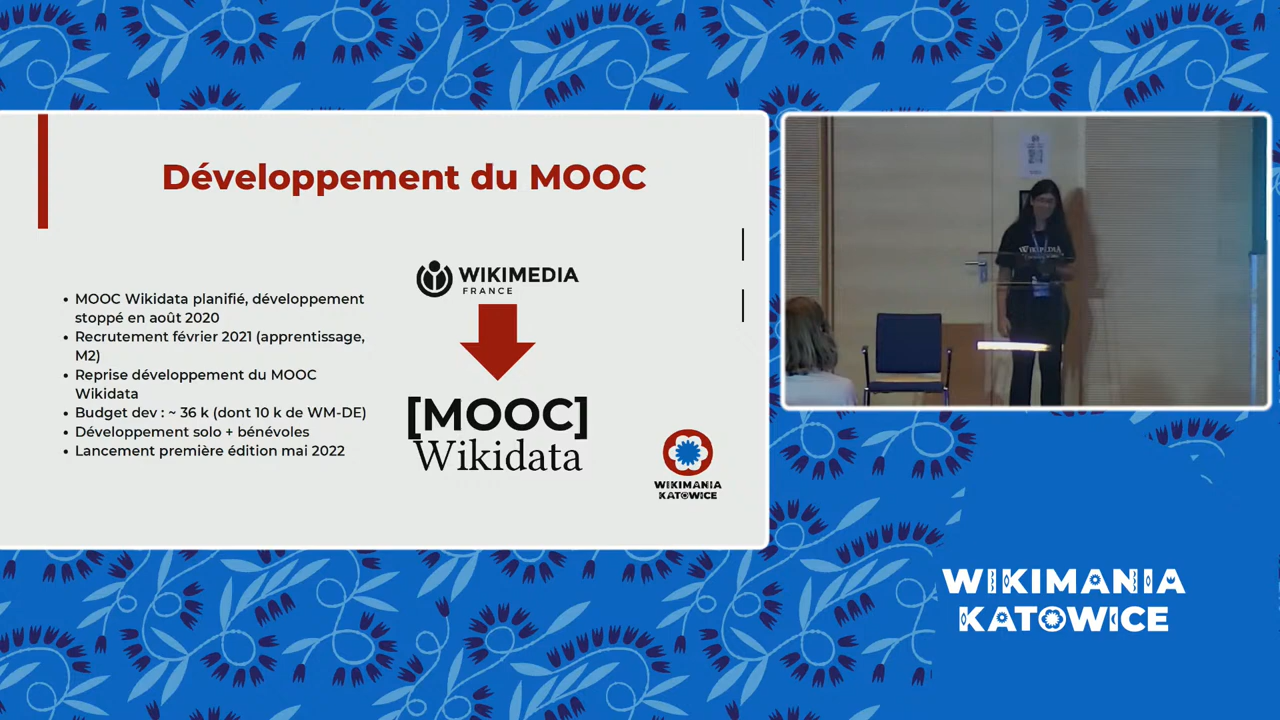 Développement du MOOC
WIKIMEDIA
FRANCE
• MOOC Wikidata planifié, développement
stoppé en août 2020
• Recrutement février 2021 (apprentissage,
M2)
• Reprise développement du MOOC
Wikidata
• Budget dev : ~ 36 k (dont 10 k de WM-DE)
• Développement solo + bénévoles
• Lancement première édition mai 2022
[MOOC]
Wikidata
WIKIMANIA
KATOWICE
WIKIPEDIA
WIKIMANIA
KATOWICE